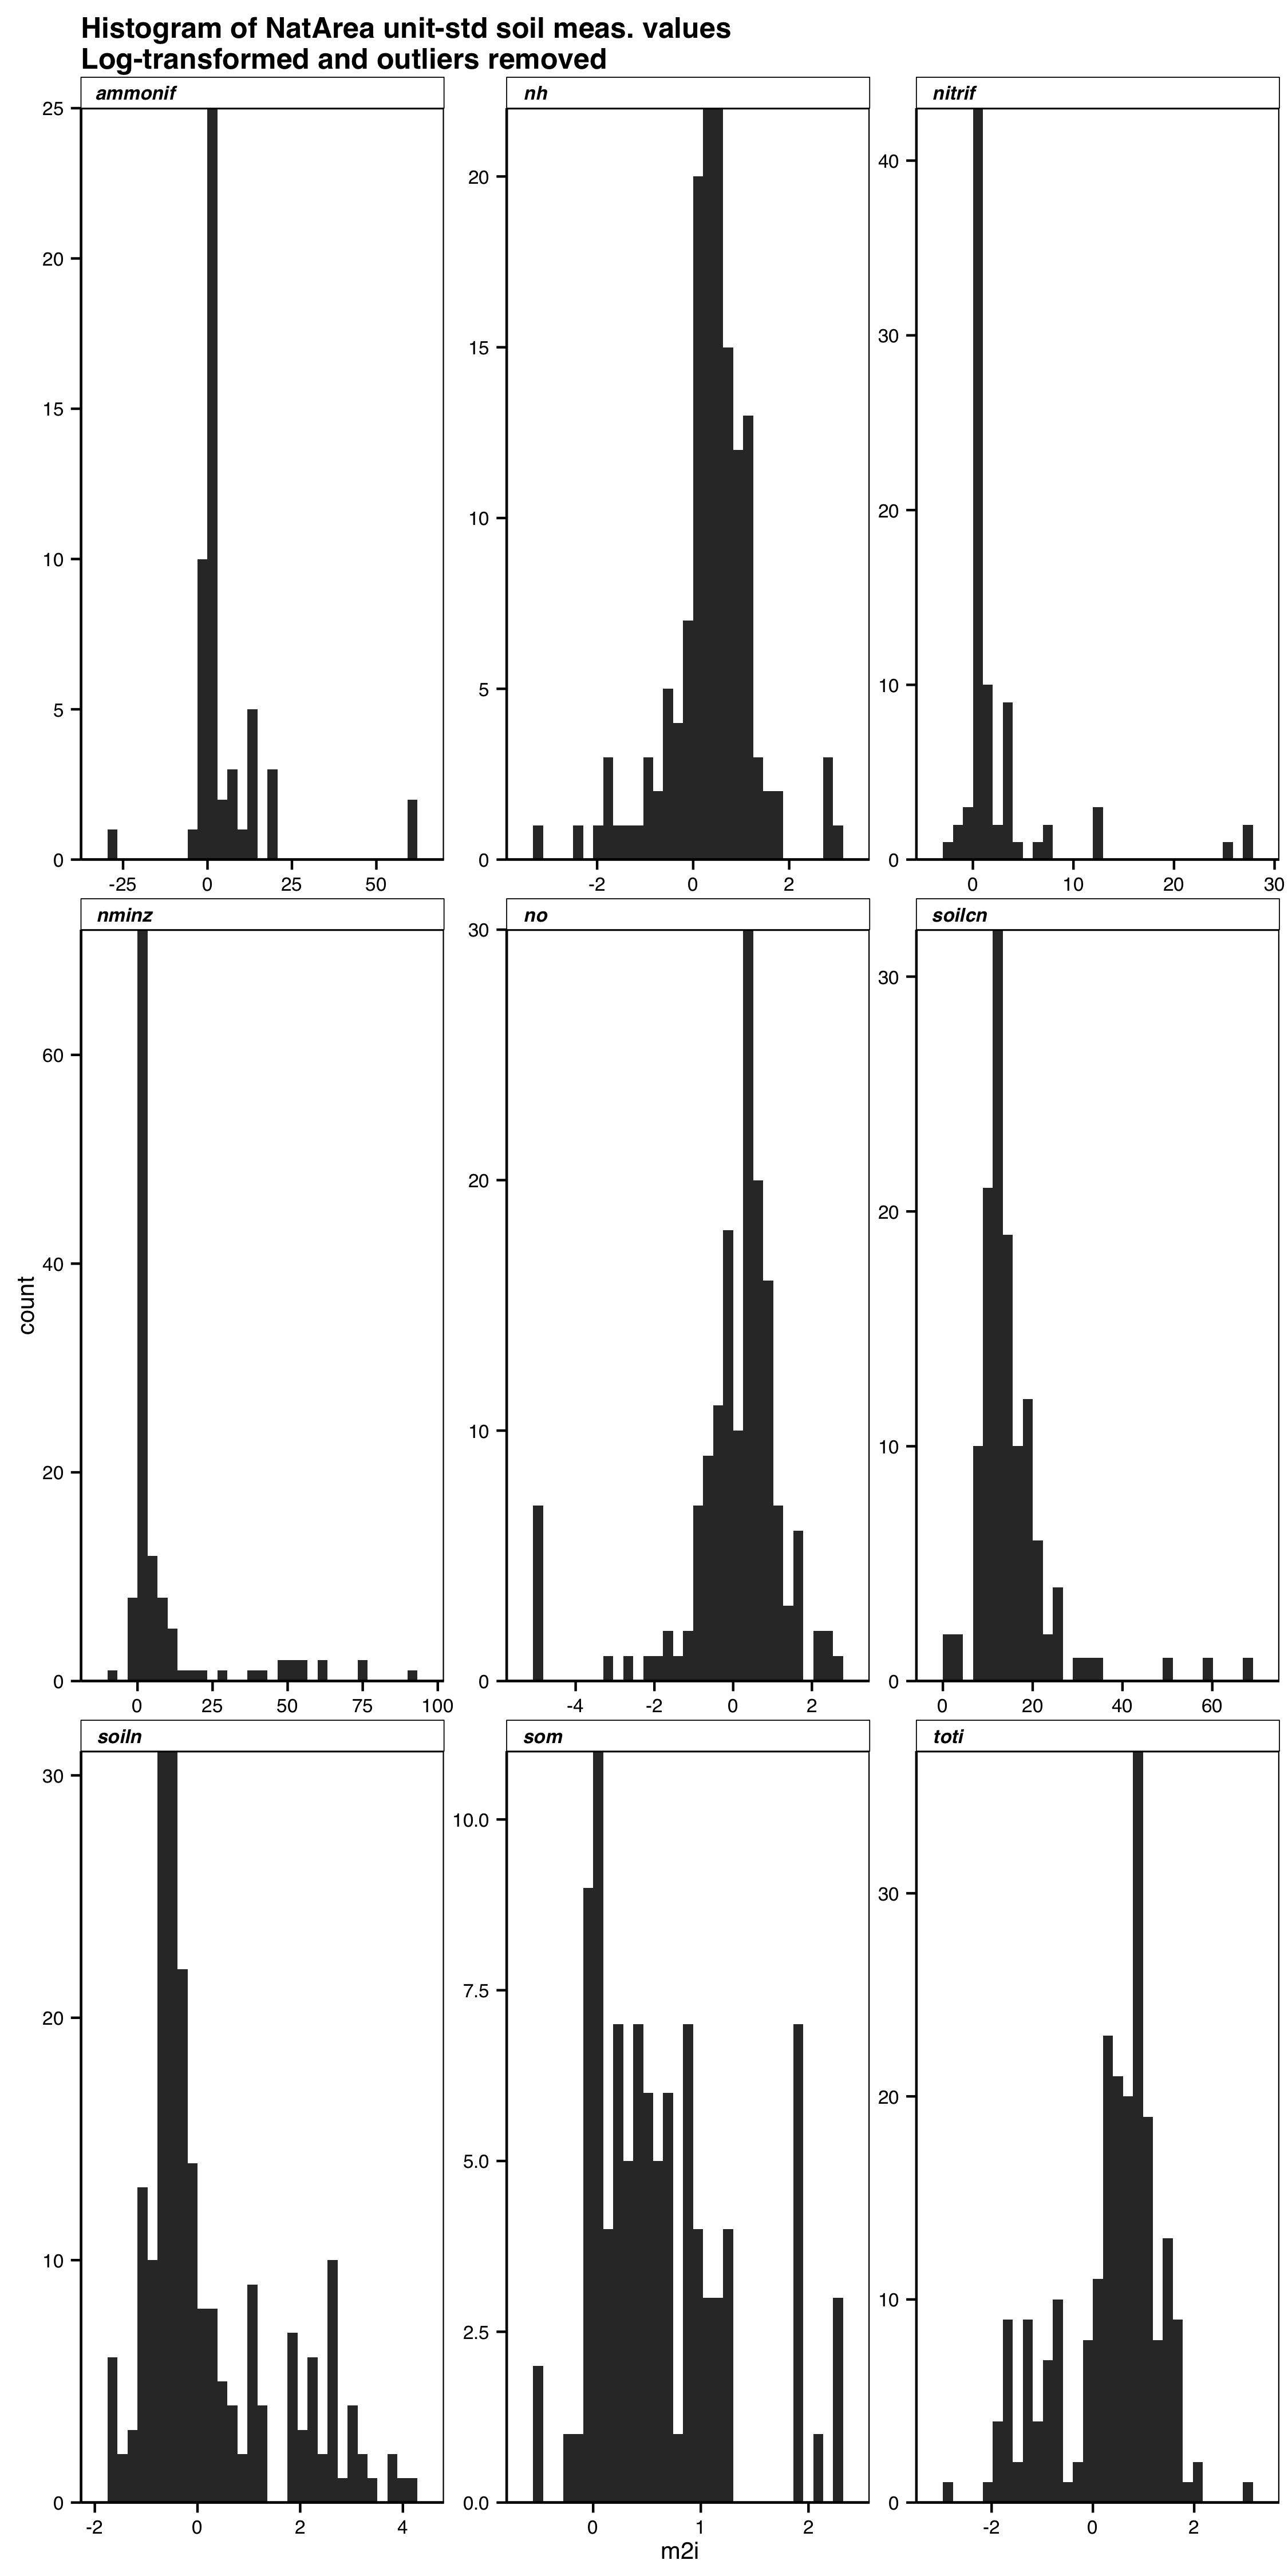 Histogram of NatArea unit-std soil meas. values
Log-transformed and outliers removed
ammonif
nh
nitrif
25
20
15
10
5
0
-25 0 25 50
20
15
10
5
0
-2 0 2
40
30
20
10
0
0 10 20 30
nminz
no
soilcn
count
60
40
20
0
0 25 50 75 100
30
20
10
0
-4 -2 0 2
30
20
10
0
0 20 40 60
soiln
som
toti
30
20
10
0
-2 0 2 4
10.0
7.5
5.0
2.5
0.0
0 1 2
30
20
10
0
-2 0 2
m2i